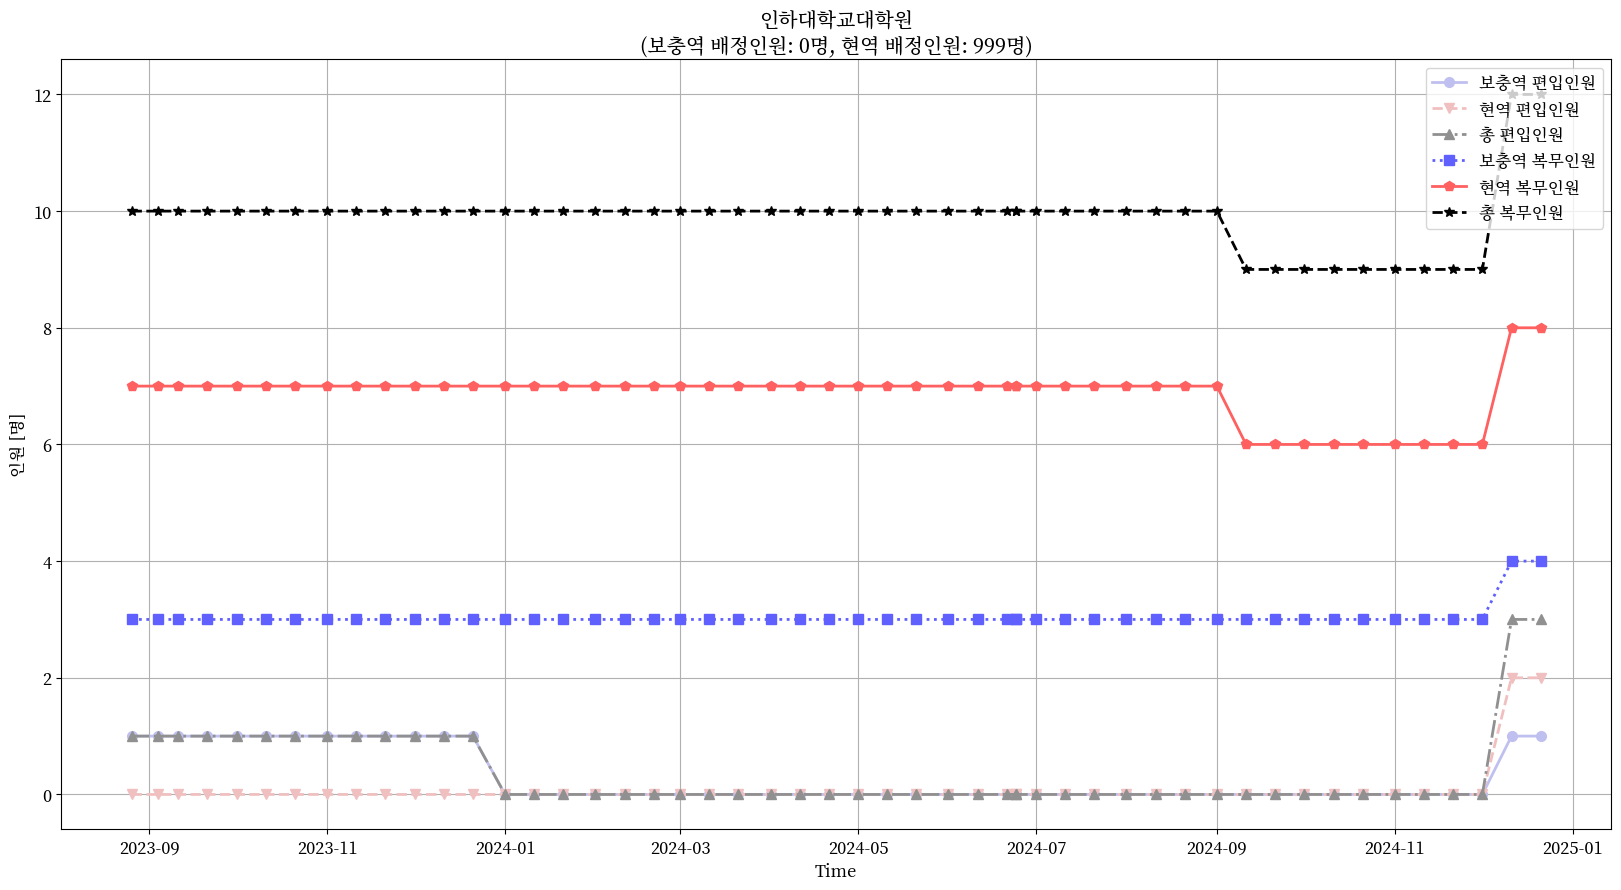 인하대학교대학원
(보충역 배정인원: 0명, 현역 배정인원: 999명)
12
10
8
6
4
2
0
인원 [명]
보충역 편입인원
현역 편입인원
총 편입인원
보충역 복무인원
현역 복무인원
총 복무인원
2023-09 2023-11 2024-01 2024-03 2024-05 2024-07 2024-09 2024-11 2025-01
Time